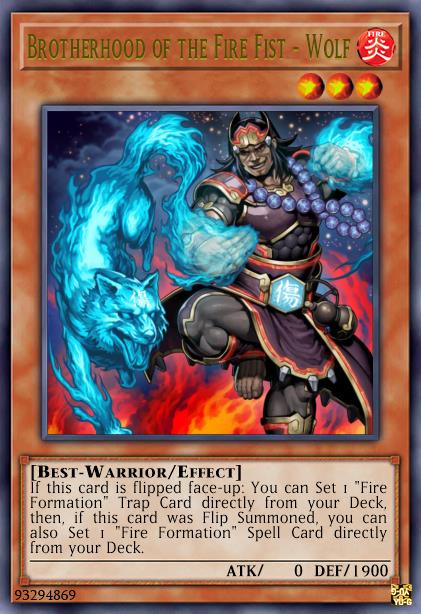 Brotherhood of the Fire Fist - Wolf
FIRE
炎
傷
傷
[Best-Warrior/Effect]
If this card is flipped face-up: You can Set 1 "Fire
Formation" Trap Card directly from your Deck,
then, if this card was Flip Summoned, you can
also Set 1 "Fire Formation" Spell Card directly
from your Deck.
ATK/ 0 DEF/1900
93294869